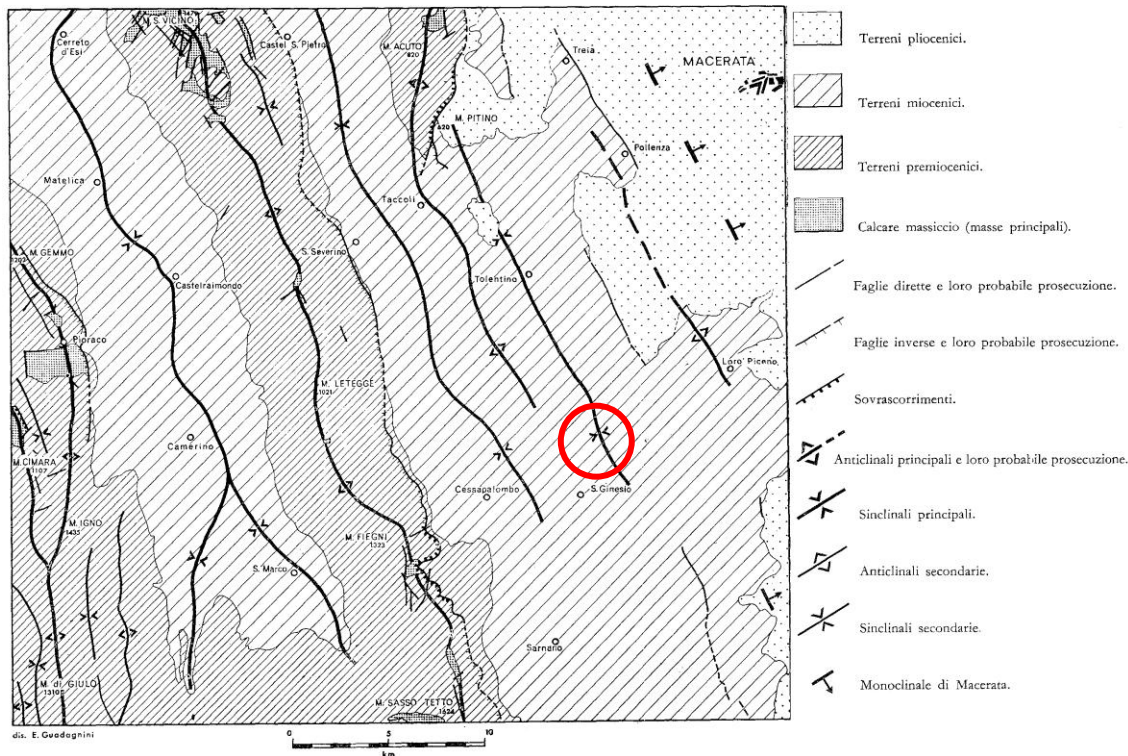 M. S. VICINO
Cerreto
d'Esi
Castel S. Pietro
M. ACUTO
820
Treia
MACERATA
M. PITINO
620
Pollenza
Matelica
Taccoli
S. Severino
M. GEMMO
1202
Castelraimondo
Tolentino
Pioraco
Loro Piceno
M. LETEGGE
1021
Camerino
M. CIMARA
1107
Cessapalombo
S. Ginesio
M. IGNO
1435
M. FIEGNI
1323
S. Marco
Sarnano
M. di GIULO
1310
M. SASSO TETTO
1624
dis. E. Guadagnini
0 5 10
km
Terreni pliocenici.
Terreni miocenici.
Terreni premiocenici.
Calcare massiccio (masse principali).
Faglie dirette e loro probabile prosecuzione.
Faglie inverse e loro probabile prosecuzione.
Sovrascorrimenti.
Anticlinali principali e loro probabile prosecuzione.
Sinclinali principali.
Anticlinali secondarie.
Sinclinali secondarie.
Monoclinale di Macerata.